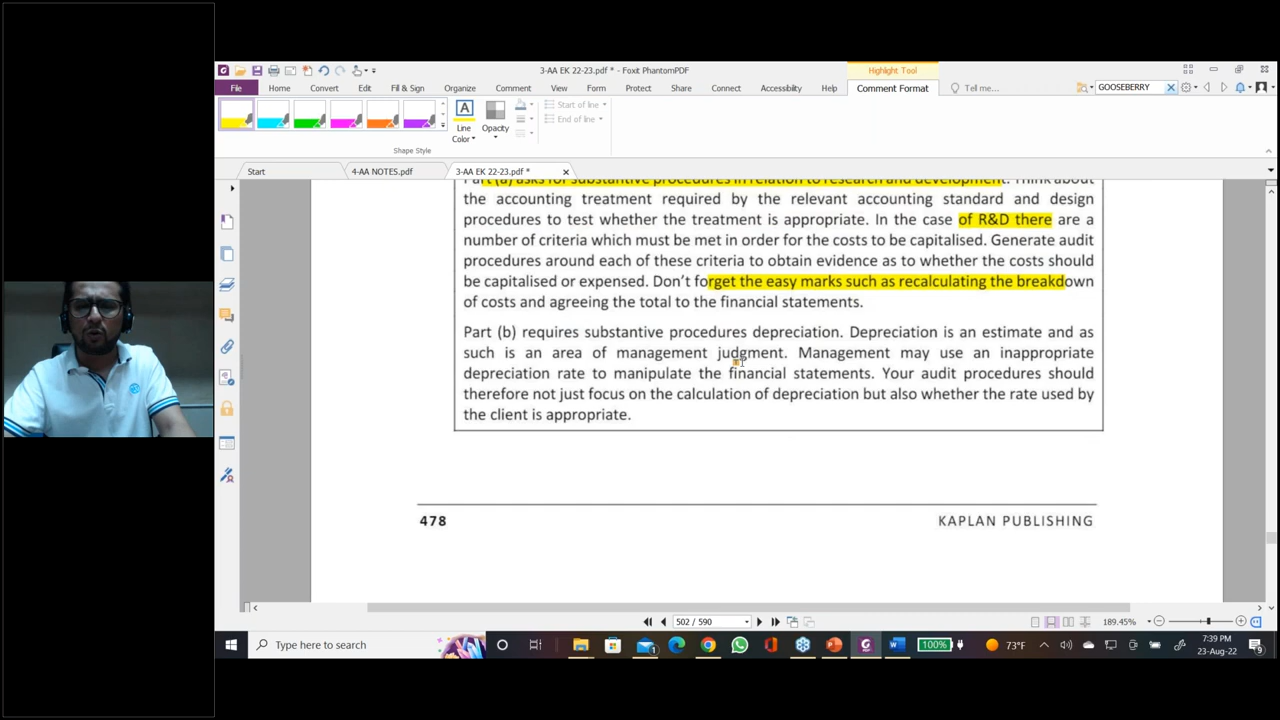 3-AA EK 22-23.pdf * - Foxit PhantomPDF
Highlight Tool
File Home Convert Edit Fill & Sign Organize Comment View Form Protect Share Connect Accessibility Help Comment Format Tell me... GOOSEBERRY
Line Color
Opacity
Start of line
End of line
Shape Style
Start 4-AA NOTES.pdf 3-AA EK 22-23.pdf *
Part (a) asks for substantive procedures in relation to research and development. Think about
the accounting treatment required by the relevant accounting standard and design
procedures to test whether the treatment is appropriate. In the case of R&D there are a
number of criteria which must be met in order for the costs to be capitalised. Generate audit
procedures around each of these criteria to obtain evidence as to whether the costs should
be capitalised or expensed. Don't forget the easy marks such as recalculating the breakdown
of costs and agreeing the total to the financial statements.
Part (b) requires substantive procedures depreciation. Depreciation is an estimate and as
such is an area of management judgment. Management may use an inappropriate
depreciation rate to manipulate the financial statements. Your audit procedures should
therefore not just focus on the calculation of depreciation but also whether the rate used by
the client is appropriate.
478 KAPLAN PUBLISHING
502 / 590 189.45%
Type here to search 100% 73°F 7:39 PM
23-Aug-22